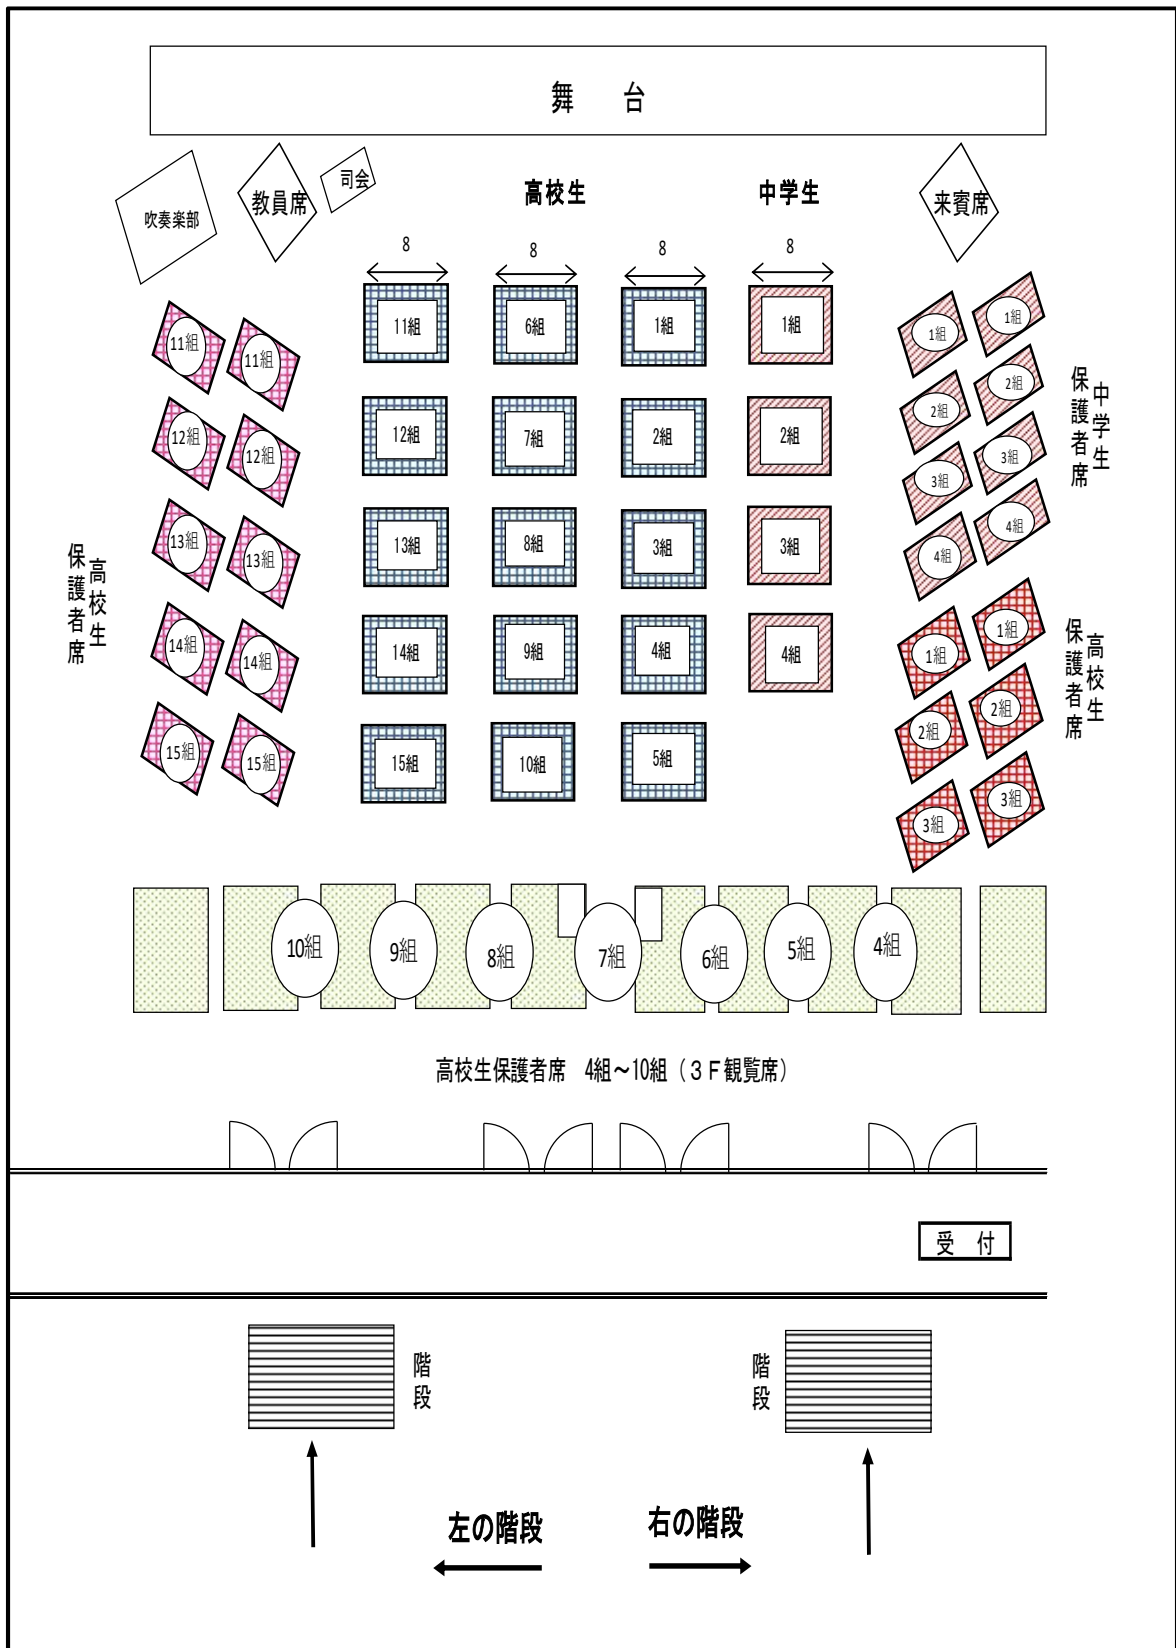 舞　台
吹奏楽部
教員席
司会
高校生
中学生
来賓席
8
8
8
8
11組
6組
1組
1組
12組
7組
2組
2組
13組
8組
3組
3組
14組
9組
4組
4組
15組
10組
5組
高校生
保護者席
11組
11組
12組
12組
13組
13組
14組
14組
15組
15組
中学生
保護者席
1組
1組
2組
2組
3組
3組
4組
4組
高校生
保護者席
1組
1組
2組
2組
3組
3組
10組
9組
8組
7組
6組
5組
4組
高校生保護者席　4組～10組（３Ｆ観覧席）
受　付
階段
階段
左の階段
右の階段